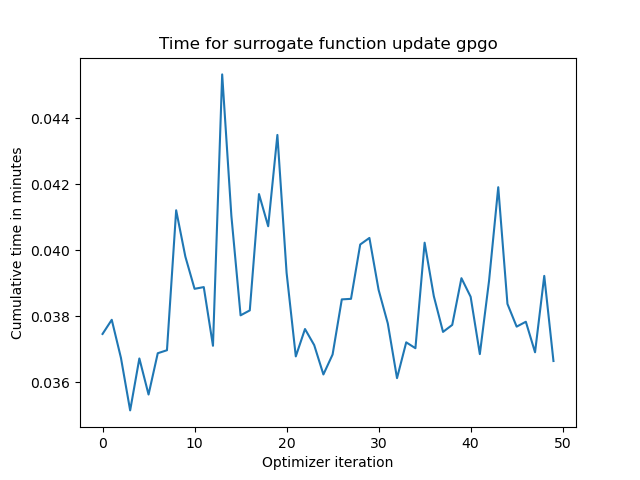 Time for surrogate function update gpgo
Cumulative time in minutes
0.044
0.042
0.040
0.038
0.036
0 10 20 30 40 50
Optimizer iteration